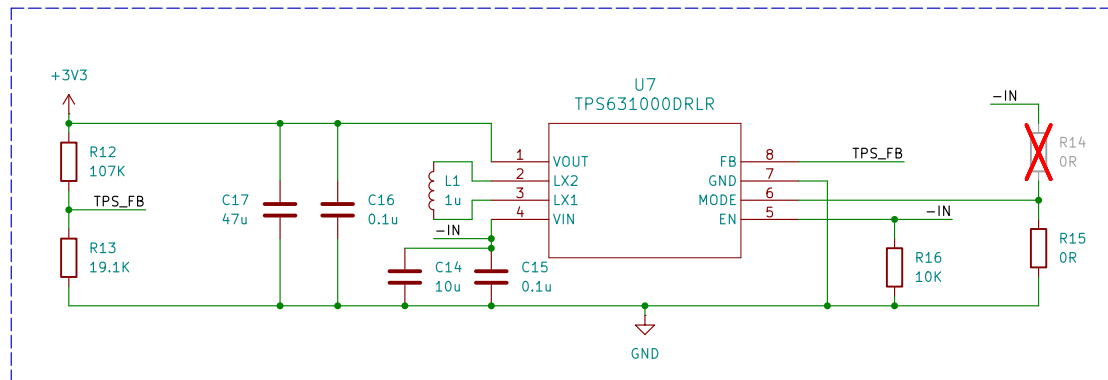 +3V3
R12
107K
TPS_FB
R13
19.1K
C17
47u
C16
0.1u
L1
1u
-IN
C14
10u
C15
0.1u
U7
TPS631000DRLR
1
VOUT
2
LX2
3
LX1
4
VIN
FB
8
GND
7
MODE
6
EN
5
TPS_FB
-IN
R16
10K
-IN
R14
0R
R15
0R
GND